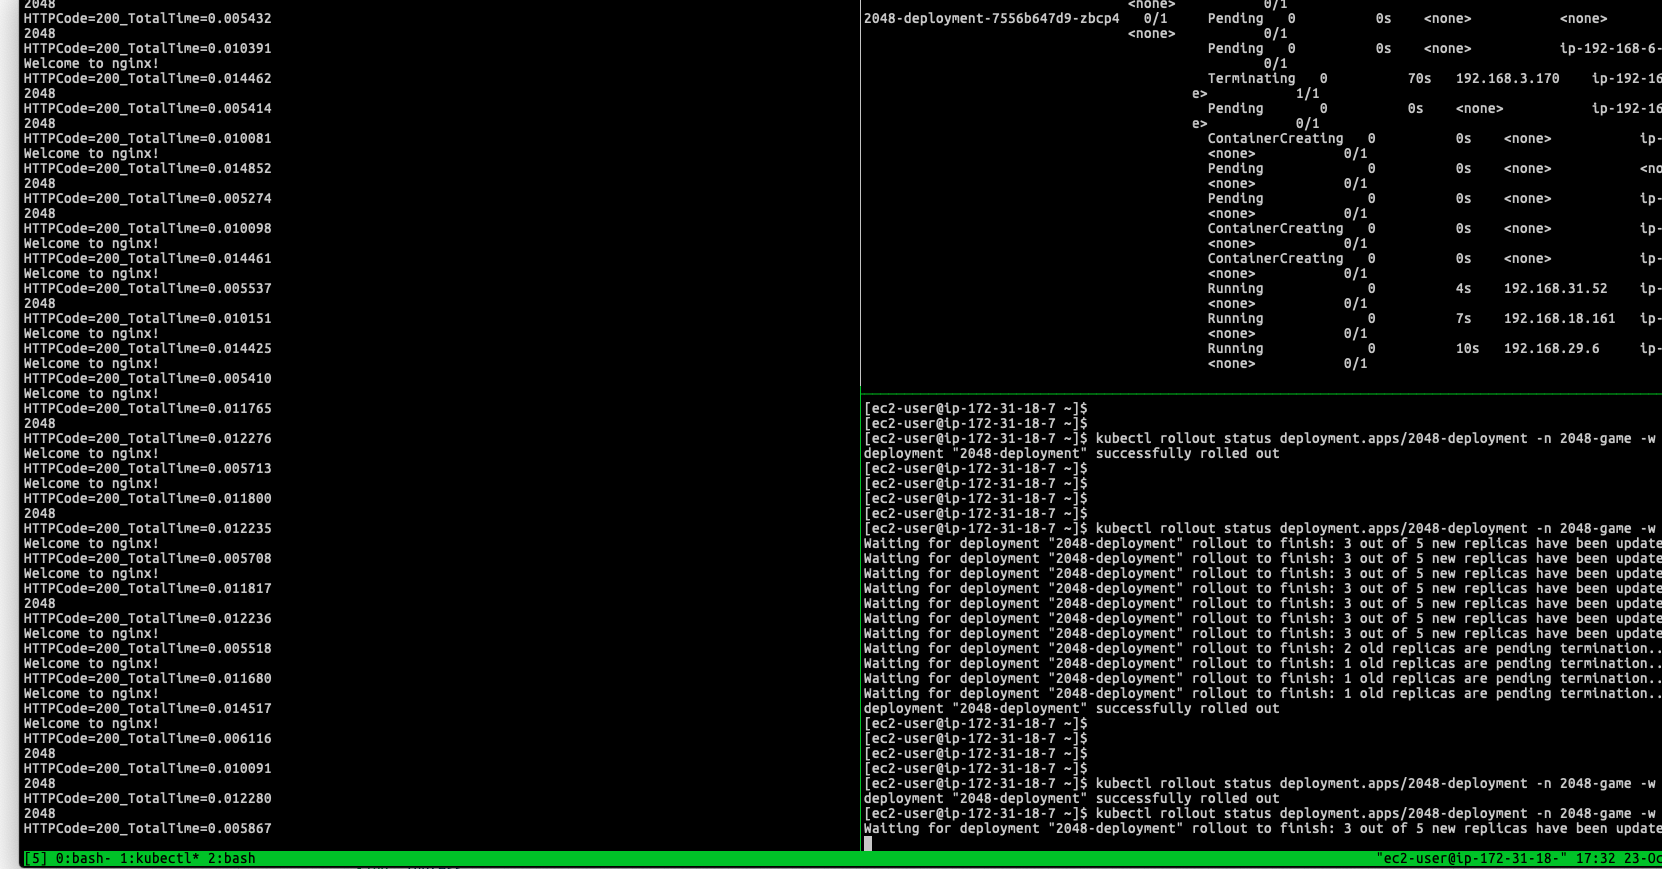 2048
HTTPCode=200_TotalTime=0.005432
2048
HTTPCode=200_TotalTime=0.010391
Welcome to nginx!
HTTPCode=200_TotalTime=0.014462
2048
HTTPCode=200_TotalTime=0.005414
2048
HTTPCode=200_TotalTime=0.010081
Welcome to nginx!
HTTPCode=200_TotalTime=0.014852
2048
HTTPCode=200_TotalTime=0.005274
2048
HTTPCode=200_TotalTime=0.010098
Welcome to nginx!
HTTPCode=200_TotalTime=0.014461
Welcome to nginx!
HTTPCode=200_TotalTime=0.005537
2048
HTTPCode=200_TotalTime=0.010151
Welcome to nginx!
HTTPCode=200_TotalTime=0.014425
Welcome to nginx!
HTTPCode=200_TotalTime=0.005410
Welcome to nginx!
HTTPCode=200_TotalTime=0.011765
2048
HTTPCode=200_TotalTime=0.012276
Welcome to nginx!
HTTPCode=200_TotalTime=0.005713
Welcome to nginx!
HTTPCode=200_TotalTime=0.011800
2048
HTTPCode=200_TotalTime=0.012235
Welcome to nginx!
HTTPCode=200_TotalTime=0.005708
Welcome to nginx!
HTTPCode=200_TotalTime=0.011817
2048
HTTPCode=200_TotalTime=0.012236
Welcome to nginx!
HTTPCode=200_TotalTime=0.005518
Welcome to nginx!
HTTPCode=200_TotalTime=0.011680
Welcome to nginx!
HTTPCode=200_TotalTime=0.014517
Welcome to nginx!
HTTPCode=200_TotalTime=0.006116
2048
HTTPCode=200_TotalTime=0.010091
2048
HTTPCode=200_TotalTime=0.012280
2048
HTTPCode=200_TotalTime=0.005867
<none> 0/1
2048-deployment-7556b647d9-zbcp4 0/1 Pending 0 0s <none> <none>
<none> 0/1
Pending 0 0s <none> ip-192-168-6-
0/1
Terminating 0 70s 192.168.3.170 ip-192-16
e> 1/1
Pending 0 0s <none> ip-192-16
e> 0/1
ContainerCreating 0 0s <none> ip-
<none> 0/1
Pending 0 0s <none> <no
<none> 0/1
Pending 0 0s <none> ip-
<none> 0/1
ContainerCreating 0 0s <none> ip-
<none> 0/1
ContainerCreating 0 0s <none> ip-
<none> 0/1
Running 0 4s 192.168.31.52 ip-
<none> 0/1
Running 0 7s 192.168.18.161 ip-
<none> 0/1
Running 0 10s 192.168.29.6 ip-
<none> 0/1
[ec2-user@ip-172-31-18-7 ~]$
[ec2-user@ip-172-31-18-7 ~]$
[ec2-user@ip-172-31-18-7 ~]$ kubectl rollout status deployment.apps/2048-deployment -n 2048-game -w
deployment "2048-deployment" successfully rolled out
[ec2-user@ip-172-31-18-7 ~]$
[ec2-user@ip-172-31-18-7 ~]$
[ec2-user@ip-172-31-18-7 ~]$
[ec2-user@ip-172-31-18-7 ~]$
[ec2-user@ip-172-31-18-7 ~]$ kubectl rollout status deployment.apps/2048-deployment -n 2048-game -w
Waiting for deployment "2048-deployment" rollout to finish: 3 out of 5 new replicas have been update
Waiting for deployment "2048-deployment" rollout to finish: 3 out of 5 new replicas have been update
Waiting for deployment "2048-deployment" rollout to finish: 3 out of 5 new replicas have been update
Waiting for deployment "2048-deployment" rollout to finish: 3 out of 5 new replicas have been update
Waiting for deployment "2048-deployment" rollout to finish: 3 out of 5 new replicas have been update
Waiting for deployment "2048-deployment" rollout to finish: 3 out of 5 new replicas have been update
Waiting for deployment "2048-deployment" rollout to finish: 3 out of 5 new replicas have been update
Waiting for deployment "2048-deployment" rollout to finish: 2 old replicas are pending termination..
Waiting for deployment "2048-deployment" rollout to finish: 1 old replicas are pending termination..
Waiting for deployment "2048-deployment" rollout to finish: 1 old replicas are pending termination..
Waiting for deployment "2048-deployment" rollout to finish: 1 old replicas are pending termination..
deployment "2048-deployment" successfully rolled out
[ec2-user@ip-172-31-18-7 ~]$
[ec2-user@ip-172-31-18-7 ~]$
[ec2-user@ip-172-31-18-7 ~]$
[ec2-user@ip-172-31-18-7 ~]$
[ec2-user@ip-172-31-18-7 ~]$ kubectl rollout status deployment.apps/2048-deployment -n 2048-game -w
deployment "2048-deployment" successfully rolled out
[ec2-user@ip-172-31-18-7 ~]$ kubectl rollout status deployment.apps/2048-deployment -n 2048-game -w
Waiting for deployment "2048-deployment" rollout to finish: 3 out of 5 new replicas have been update
[5] 0:bash- 1:kubectl* 2:bash "ec2-user@ip-172-31-18-" 17:32 23-Oc